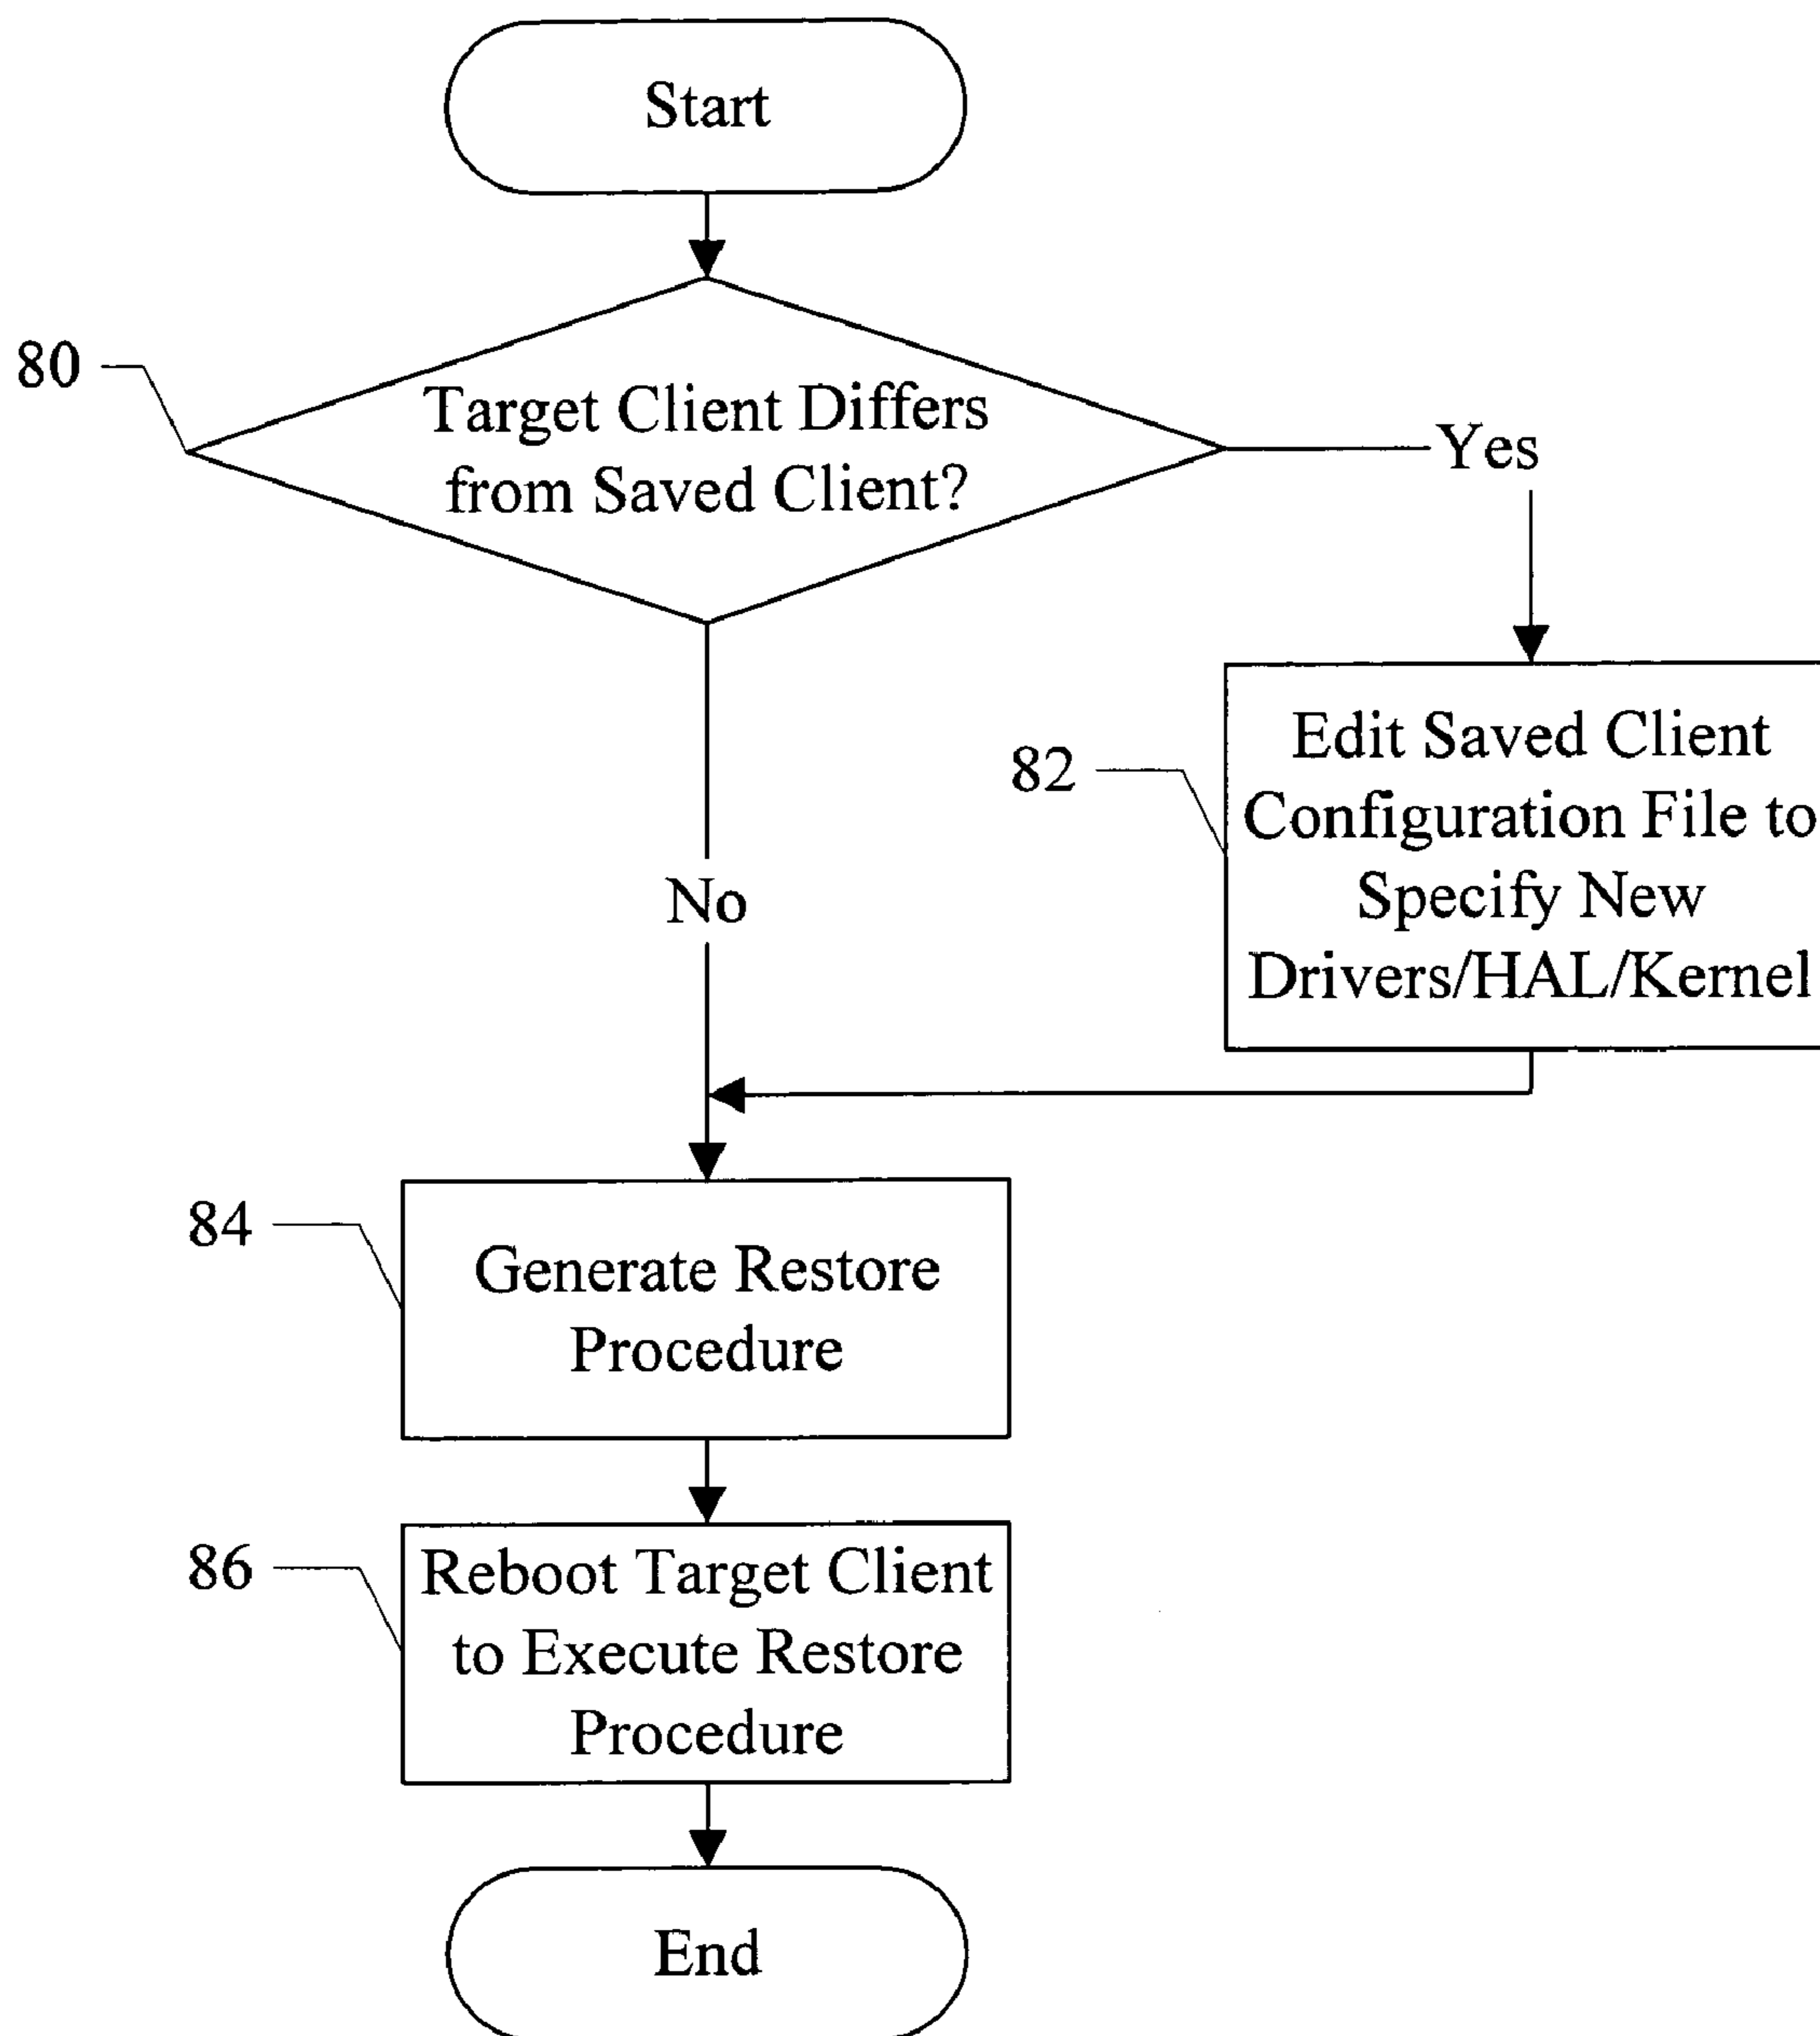 Start
80
Target Client Differs
from Saved Client?
Yes
82
Edit Saved Client
Configuration File to
Specify New
Drivers/HAL/Kernel
No
84
Generate Restore
Procedure
86
Reboot Target Client
to Execute Restore
Procedure
End